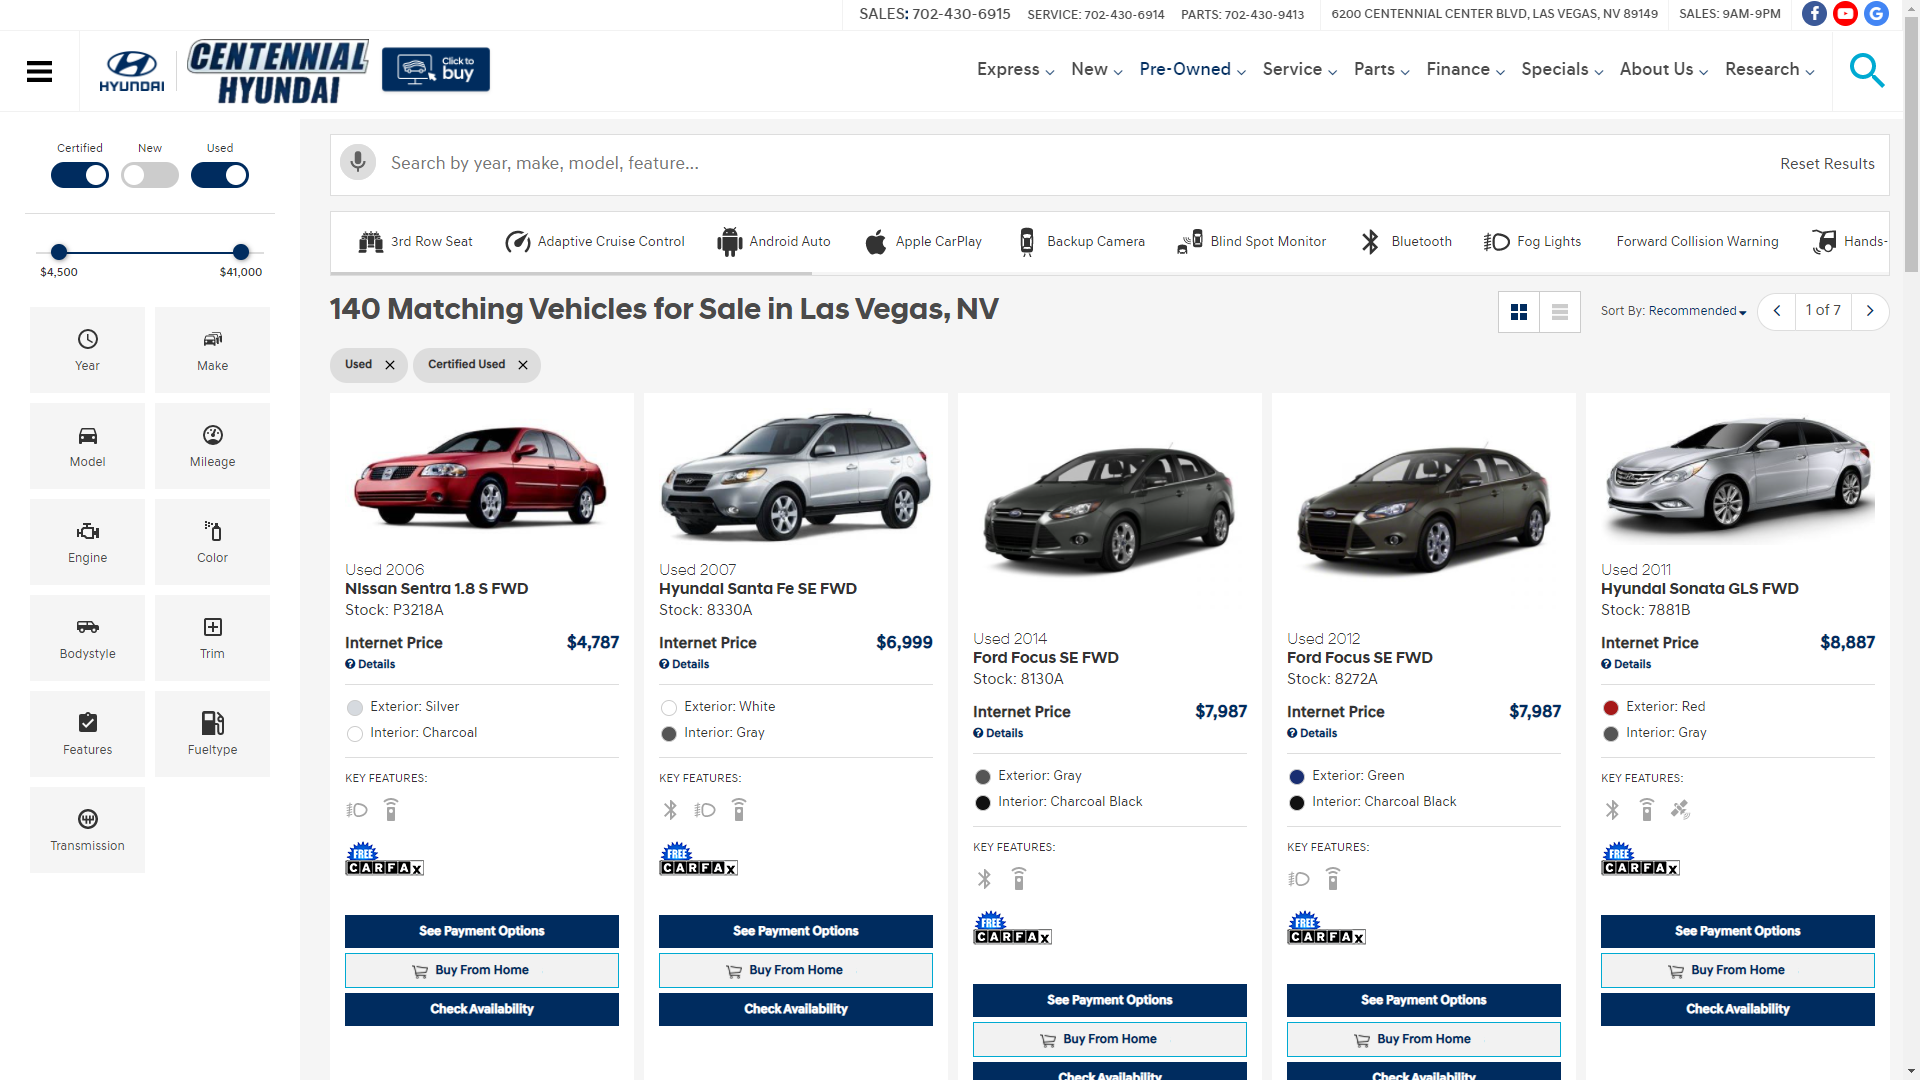 SALES: 702-430-6915 SERVICE: 702-430-6914 PARTS: 702-430-9413 6200 CENTENNIAL CENTER BLVD, LAS VEGAS, NV 89149 SALES: 9AM-9PM
HYUNDAI
CENTENNIAL
HYUNDAI
Click to
buy
Express New Pre-Owned Service Parts Finance Specials About Us Research
Certified New Used
$4,500 $41,000
Year Make
Model Mileage
Engine Color
Bodystyle Trim
Features Fueltype
Transmission
Search by year, make, model, feature... Reset Results
3rd Row Seat Adaptive Cruise Control Android Auto Apple CarPlay Backup Camera Blind Spot Monitor Bluetooth Fog Lights Forward Collision Warning Hands-
140 Matching Vehicles for Sale in Las Vegas, NV
Sort By: Recommended 1 of 7
Used Certified Used
Used 2006
Nissan Sentra 1.8 S FWD
Stock: P3218A
Internet Price $4,787
Details
Exterior: Silver
Interior: Charcoal
KEY FEATURES:
FREE
CARFAX
See Payment Options
Buy From Home
Check Availability
Used 2007
Hyundai Santa Fe SE FWD
Stock: 8330A
Internet Price $6,999
Details
Exterior: White
Interior: Gray
KEY FEATURES:
FREE
CARFAX
See Payment Options
Buy From Home
Check Availability
Used 2014
Ford Focus SE FWD
Stock: 8130A
Internet Price $7,987
Details
Exterior: Gray
Interior: Charcoal Black
KEY FEATURES:
FREE
CARFAX
See Payment Options
Buy From Home
Check Availability
Used 2012
Ford Focus SE FWD
Stock: 8272A
Internet Price $7,987
Details
Exterior: Green
Interior: Charcoal Black
KEY FEATURES:
FREE
CARFAX
See Payment Options
Buy From Home
Check Availability
Used 2011
Hyundai Sonata GLS FWD
Stock: 7881B
Internet Price $8,887
Details
Exterior: Red
Interior: Gray
KEY FEATURES:
FREE
CARFAX
See Payment Options
Buy From Home
Check Availability